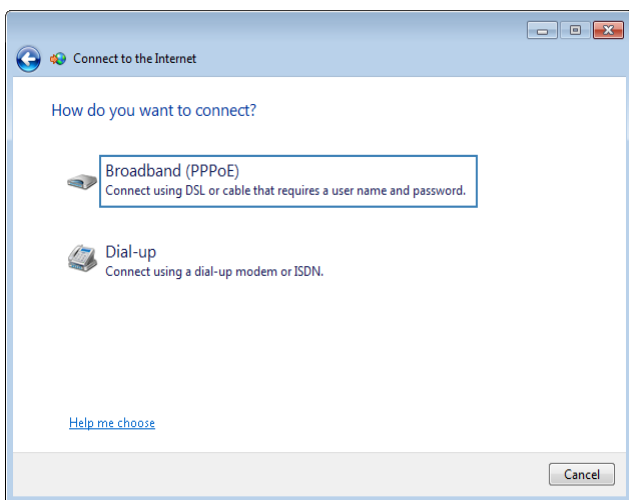 Connect to the Internet
How do you want to connect?
Broadband (PPPoE)
Connect using DSL or cable that requires a user name and password.
Dial-up
Connect using a dial-up modem or ISDN.
Help me choose
Cancel